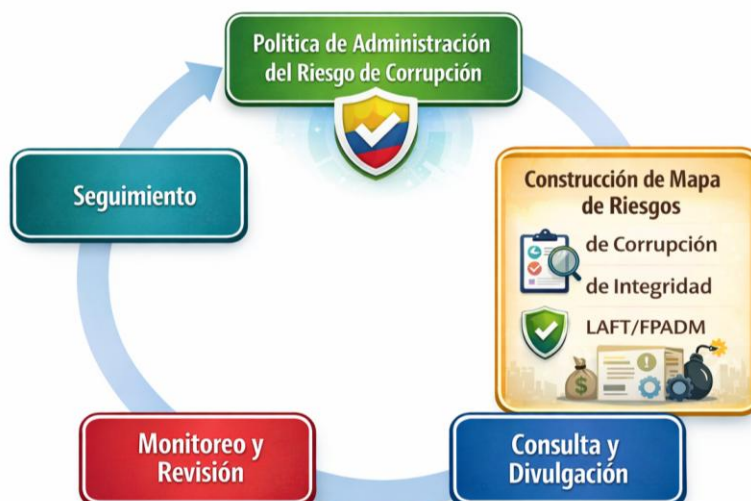 Politica de Administración
del Riesgo de Corrupción
Construcción de Mapa
de Riesgos
de Corrupción
de Integridad
LAFT/FPADM
$
Consulta y
Divulgación
Monitoreo y
Revisión
Seguimiento